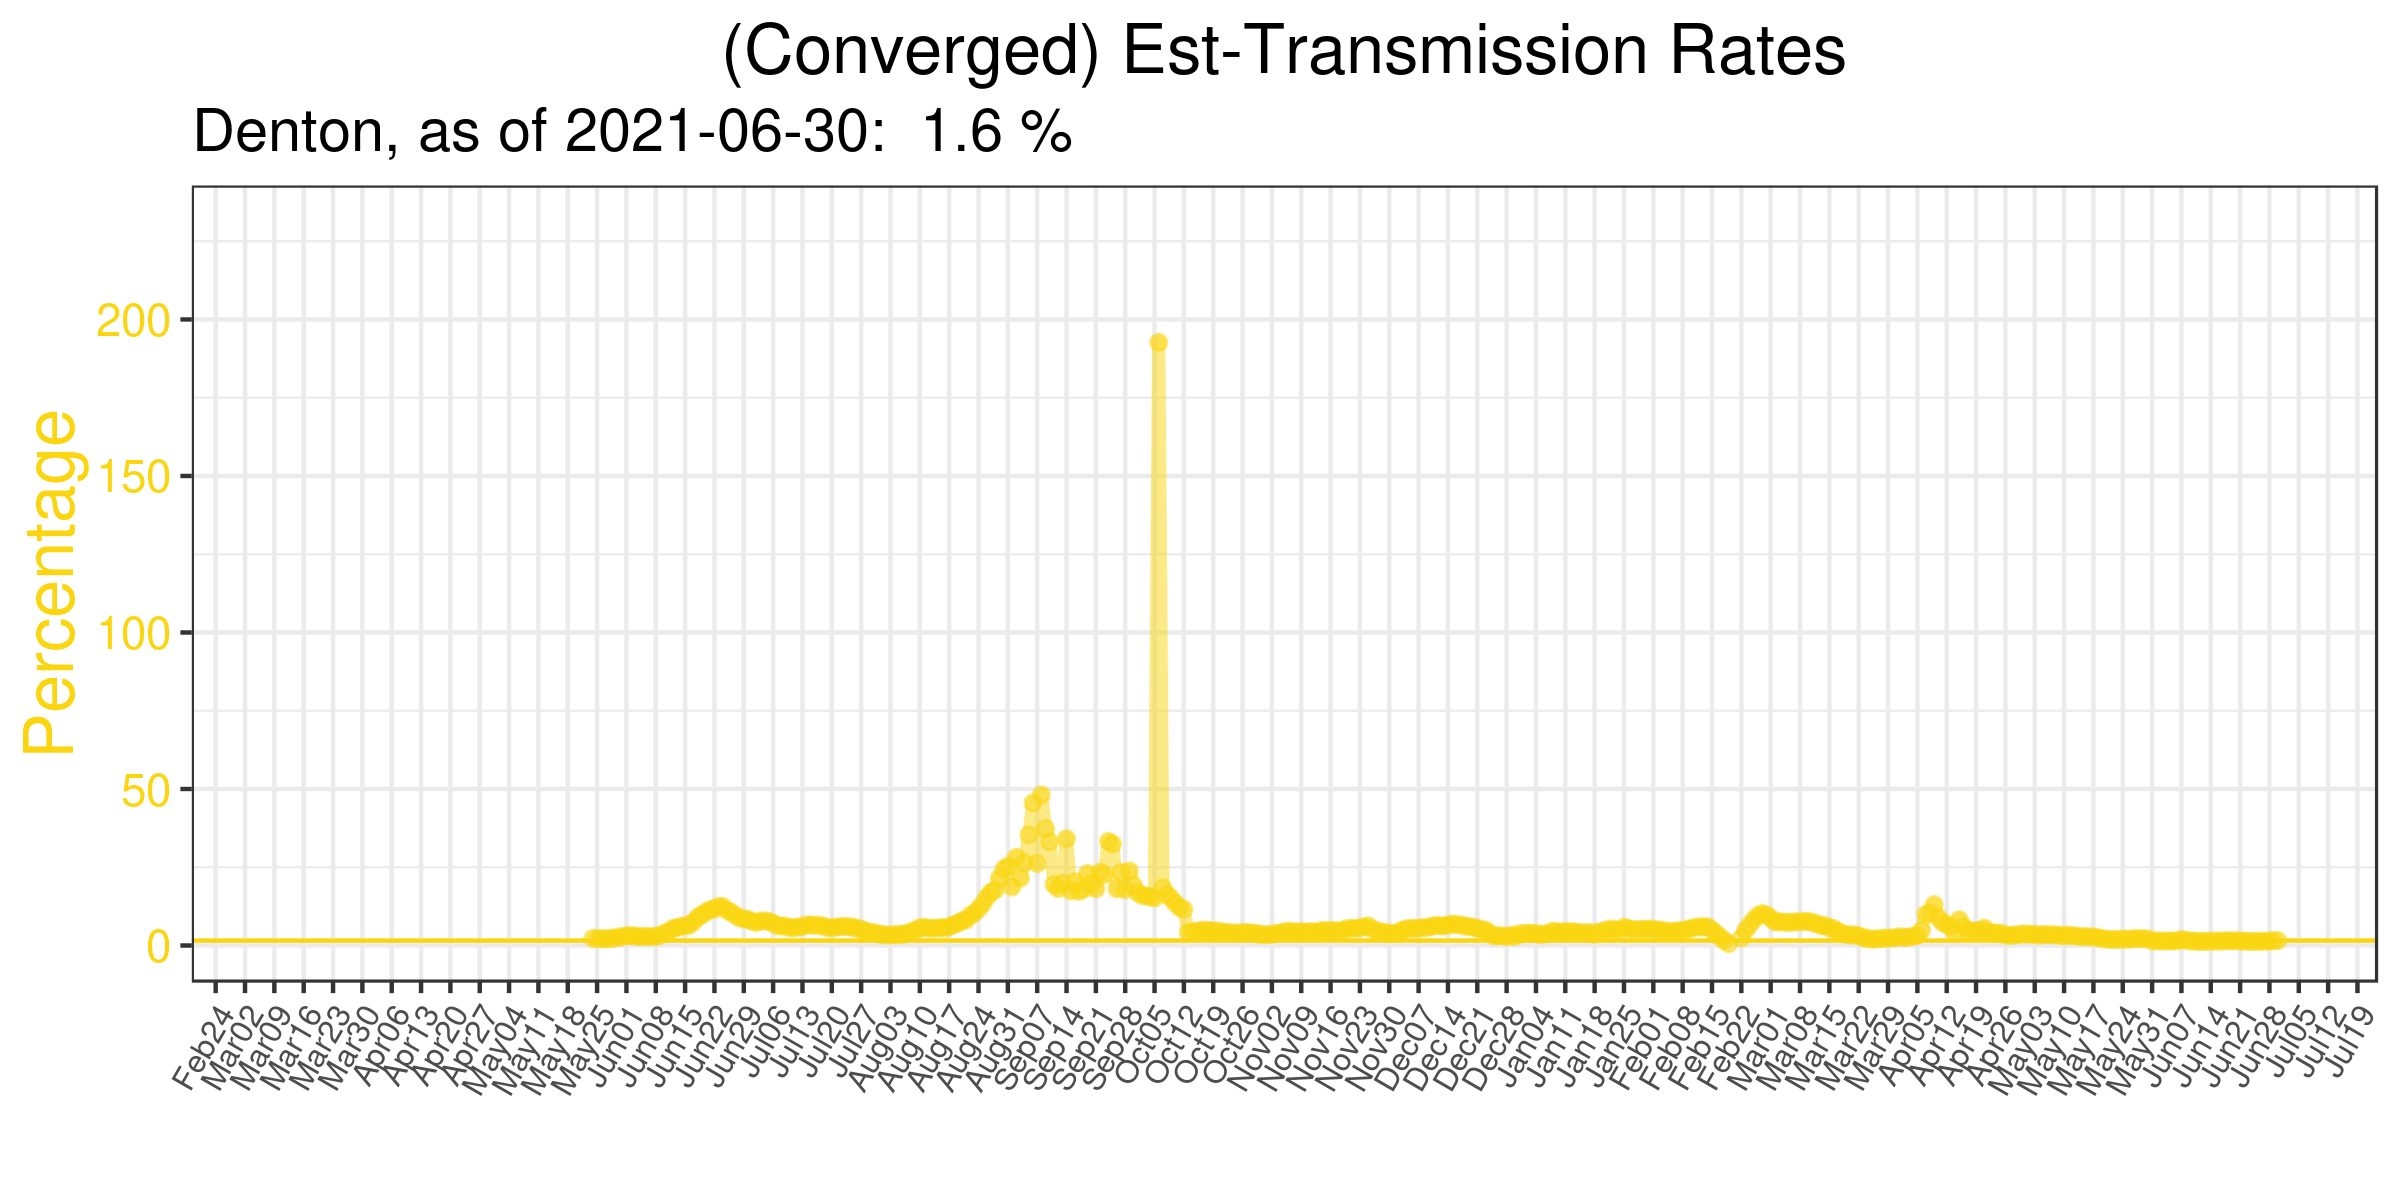 (Converged) Est-Transmission Rates
Denton, as of 2021-06-30:  1.6 %
Percentage
200
150
100
50
0
Feb24
Mar02
Mar09
Mar16
Mar23
Mar30
Apr06
Apr13
Apr20
Apr27
May04
May11
May18
May25
Jun01
Jun08
Jun15
Jun22
Jun29
Jul06
Jul13
Jul20
Jul27
Aug03
Aug10
Aug17
Aug24
Aug31
Sep07
Sep14
Sep21
Sep28
Oct05
Oct12
Oct19
Oct26
Nov02
Nov09
Nov16
Nov23
Nov30
Dec07
Dec14
Dec21
Dec28
Jan04
Jan11
Jan18
Jan25
Feb01
Feb08
Feb15
Feb22
Mar01
Mar08
Mar15
Mar22
Mar29
Apr05
Apr12
Apr19
Apr26
May03
May10
May17
May24
May31
Jun07
Jun14
Jun21
Jun28
Jul05
Jul12
Jul19